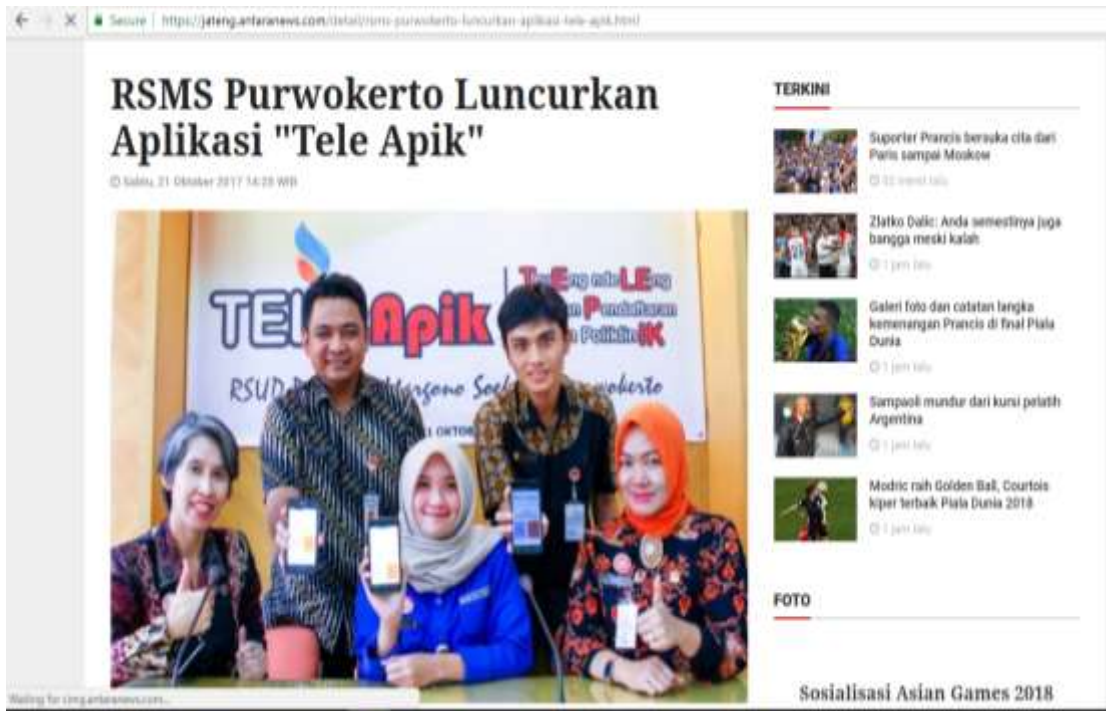 Secure | https://jateng.antaranews.com/detail/rsms-purwokerto-luncurkan-aplikasi-tele-apik.html
RSMS Purwokerto Luncurkan
Aplikasi "Tele Apik"
Sabtu, 21 Oktober 2017 14:28 WIB
TELE Apik
RSUD
Purwokerto
TERKINI
Suporter Prancis bersuka cita dari
Paris sampai Moskow
Zlatko Dalic: Anda semestinya juga
bangga meski kalah
1 jam lalu
Galeri foto dan catatan langka
kemenangan Prancis di final Piala
Dunia
1 jam lalu
Sampaoli mundur dari kursi pelatih
Argentina
1 jam lalu
Modric raih Golden Ball, Courtois
kiper terbaik Piala Dunia 2018
1 jam lalu
FOTO
Sosialisasi Asian Games 2018
Waiting for cimg.antaranews.com...